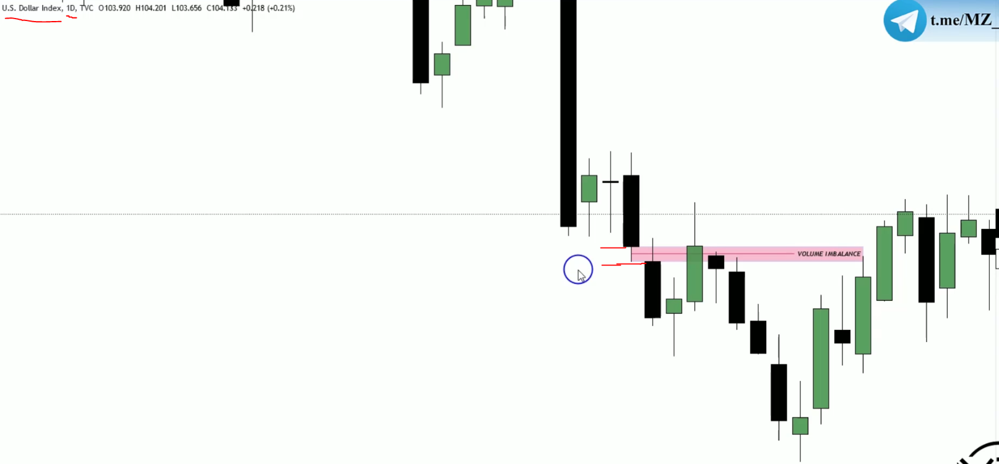 U.S. Dollar Index, 1D, TVC O103.920 H104.201 L103.656 C104.133 +0.218 (+0.21%)
t.me/MZ_
VOLUME IMBALANCE